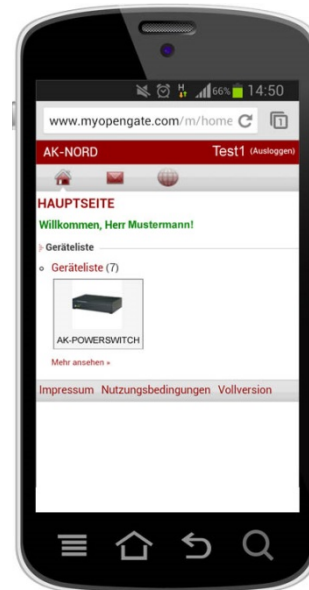 H 66% 14:50
www.myopengate.com/m/home 1
AK-NORD Test1 (Ausloggen)
HAUPTSEITE
Willkommen, Herr Mustermann!
Geräteliste
Geräteliste (7)
AK-POWERSWITCH
Mehr ansehen »
Impressum Nutzungsbedingungen Vollversion